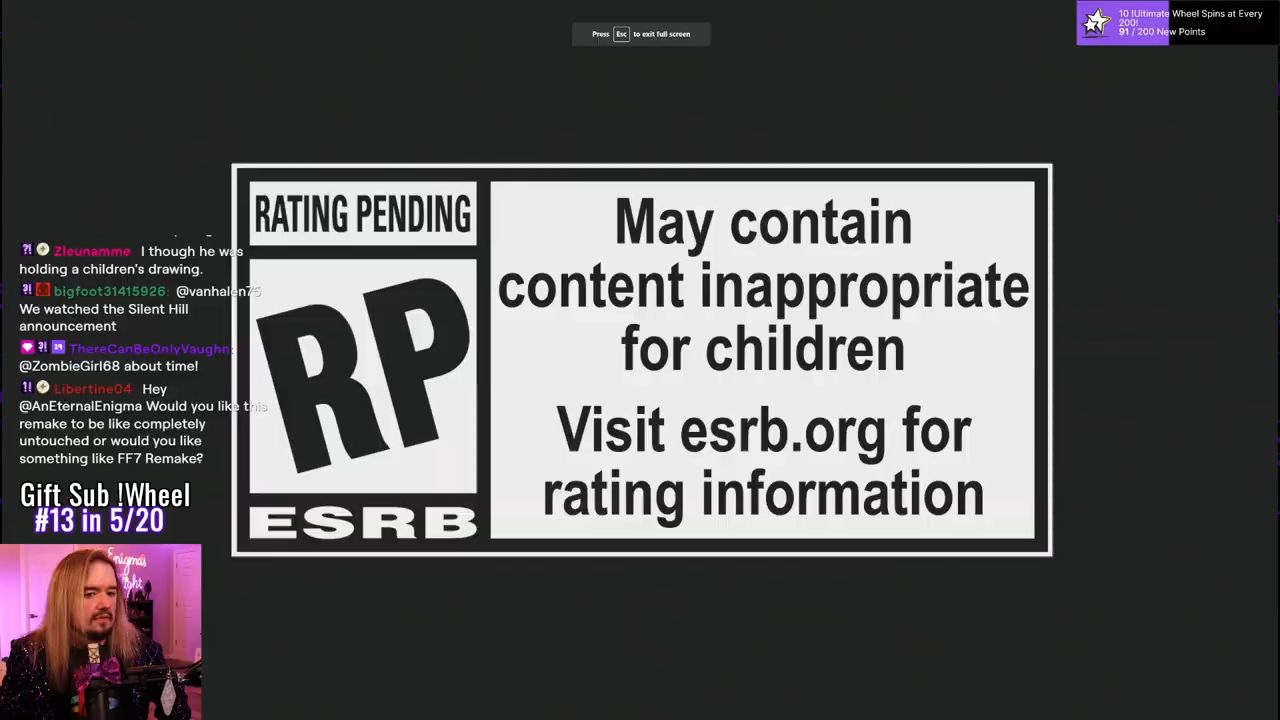 Press Esc to exit full screen
10 !Ultimate Wheel Spins at Every
200!
91 / 200 New Points
RATING PENDING
RP
ESRB
May contain
content inappropriate
for children
Visit esrb.org for
rating information
Zleunamme I though he was
holding a children's drawing.
bigfoot31415926: @vanhalen75
We watched the Silent Hill
announcement
ThereCanBeOnlyVaughn:
@ZombieGirl68 about time!
Libertine04 Hey
@AnEternalEnigma Would you like this
remake to be like completely
untouched or would you like
something like FF7 Remake?
Gift Sub !Wheel
#13 in 5/20
Enigma's